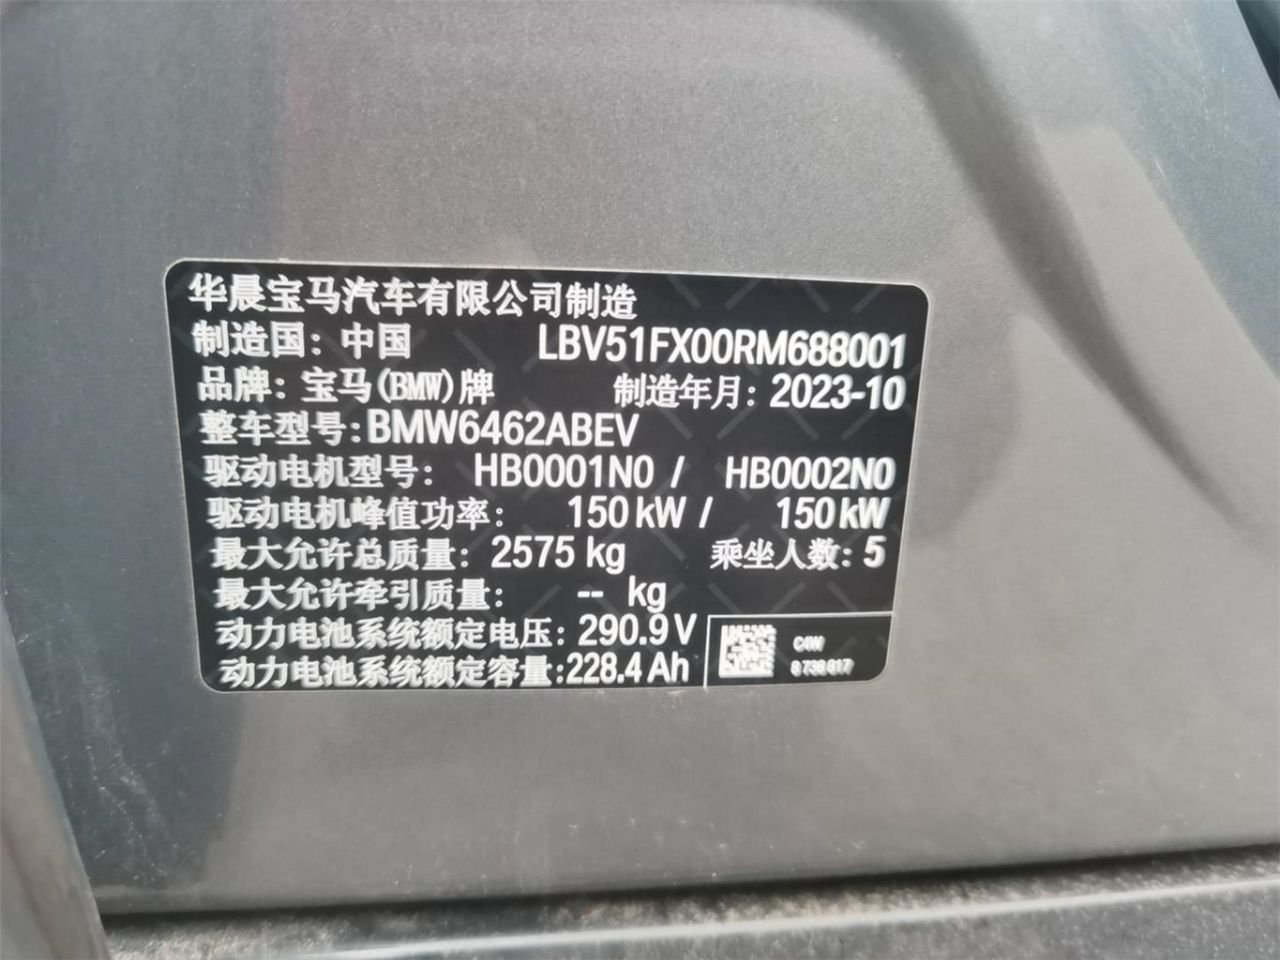 华晨宝马汽车有限公司制造
制造国：中国 LBV51FX00RM688001
品牌：宝马(BMW)牌 制造年月：2023-10
整车型号:BMW6462ABEV
驱动电机型号： HB0001N0 / HB0002N0
驱动电机峰值功率： 150 kW / 150 kW
最大允许总质量：2575 kg 乘坐人数：5
最大允许牵引质量： -- kg
动力电池系统额定电压：290.9 V
动力电池系统额定容量:228.4 Ah
C4W
8 738 817